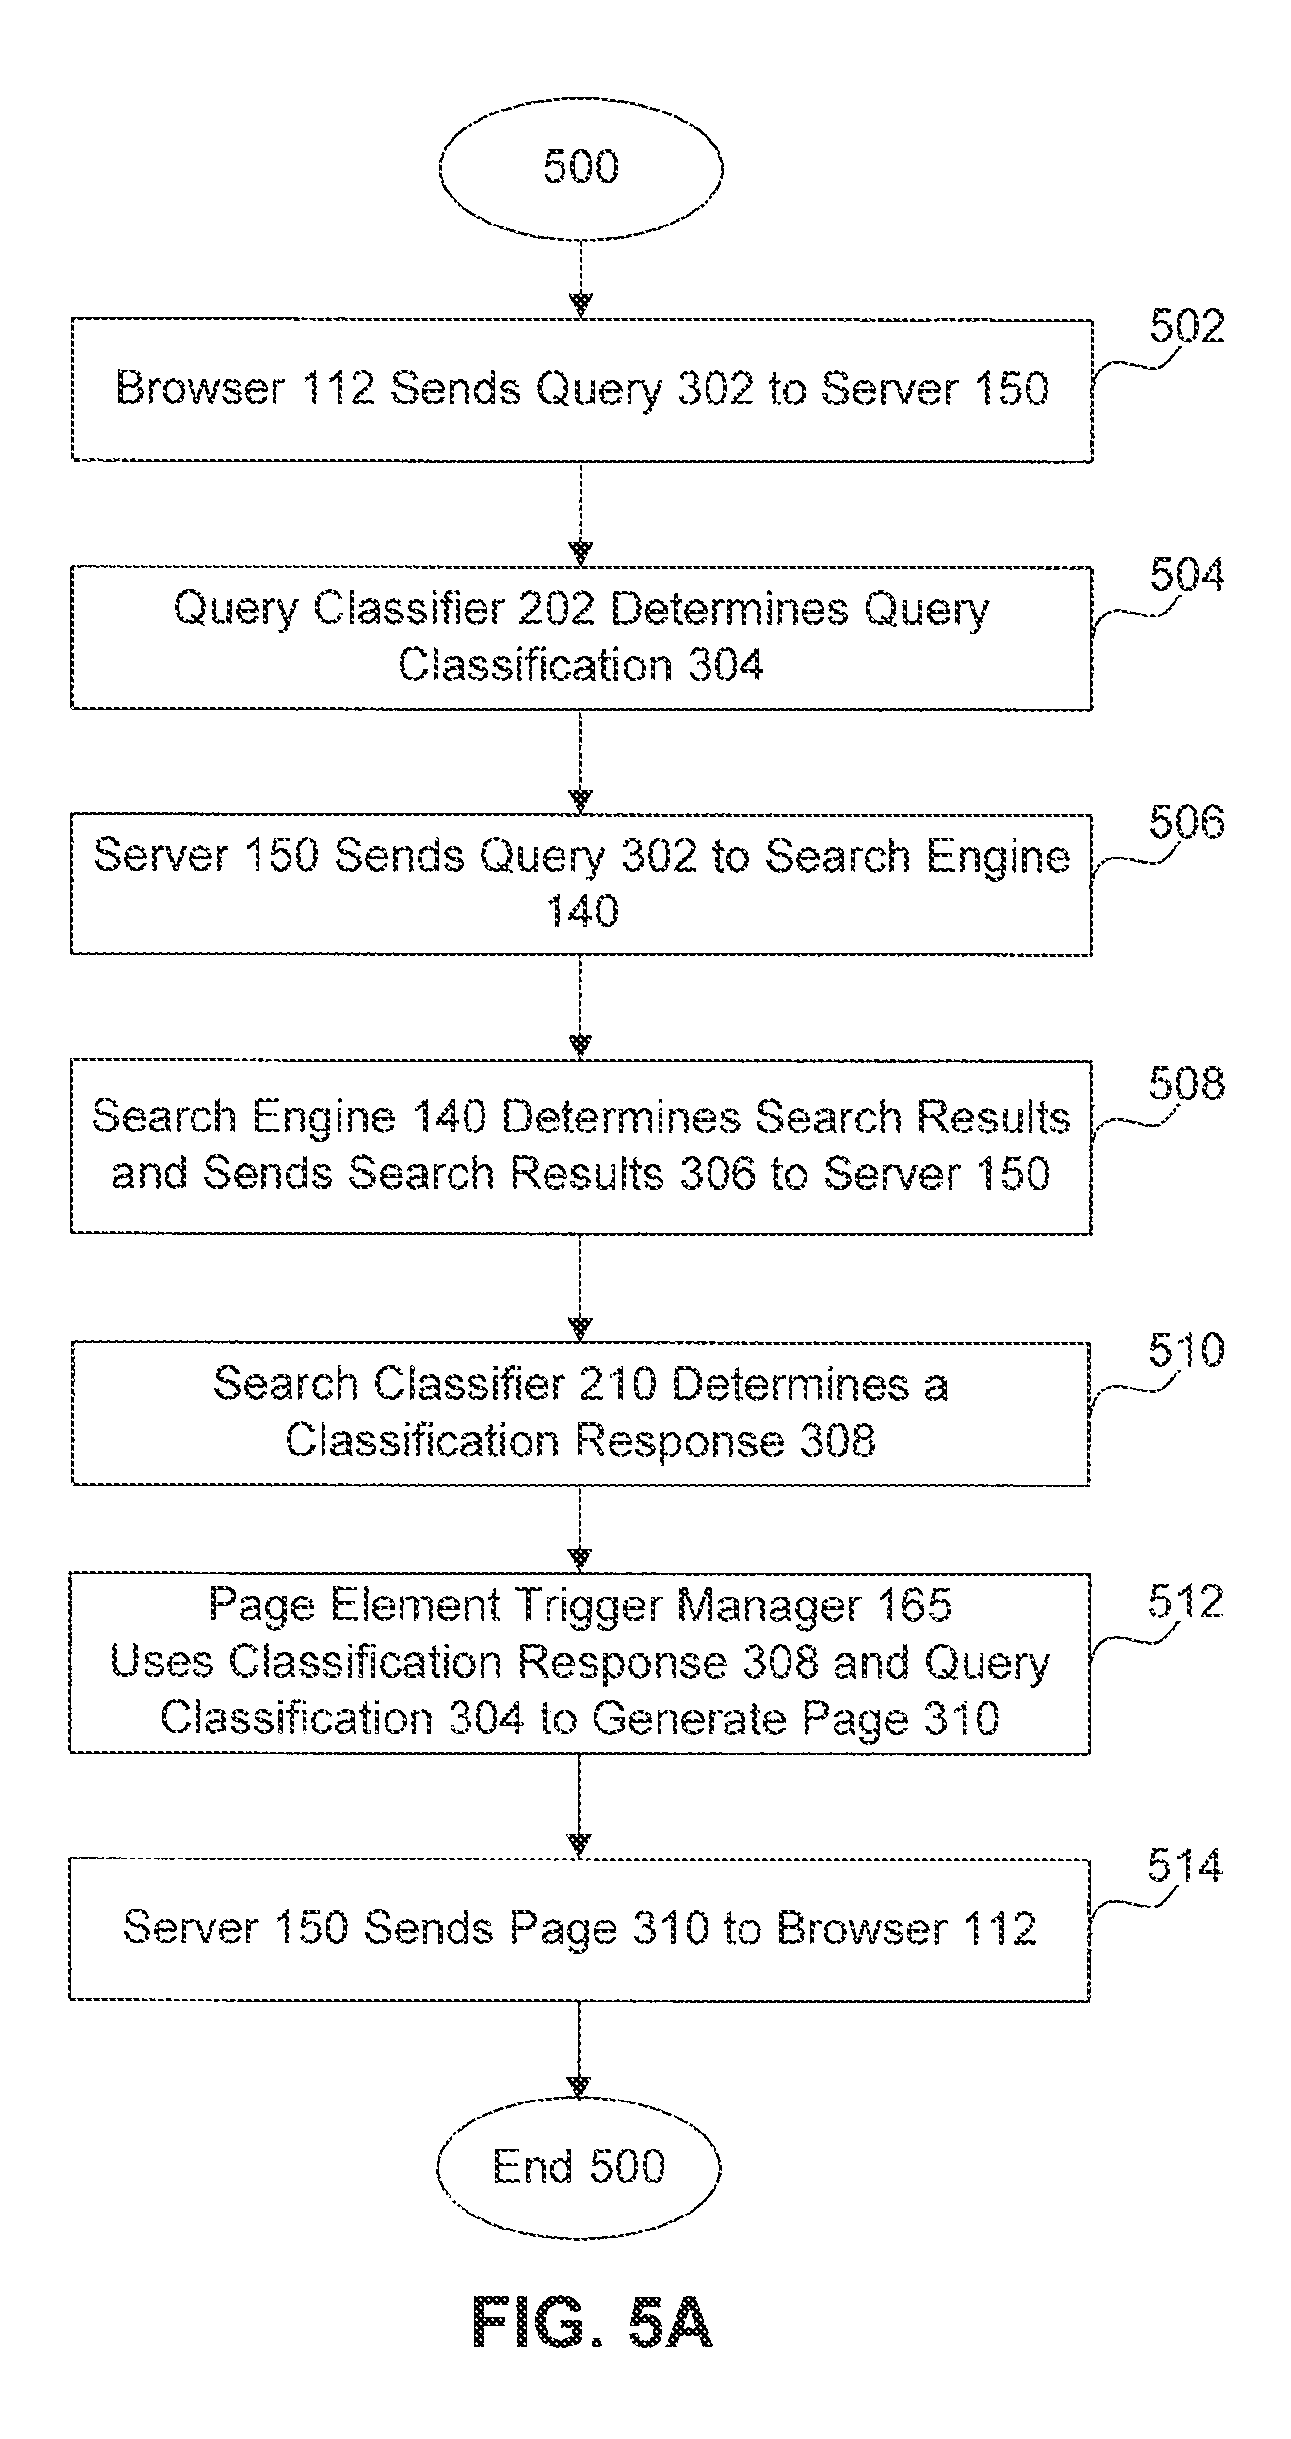 500
502
Browser 112 Sends Query 302 to Server 150
504
Query Classifier 202 Determines Query
Classification 304
506
Server 150 Sends Query 302 to Search Engine
140
508
Search Engine 140 Determines Search Results
and Sends Search Results 306 to Server 150
510
Search Classifier 210 Determines a
Classification Response 308
512
Page Element Trigger Manager 165
Uses Classification Response 308 and Query
Classification 304 to Generate Page 310
514
Server 150 Sends Page 310 to Browser 112
End 500
FIG. 5A